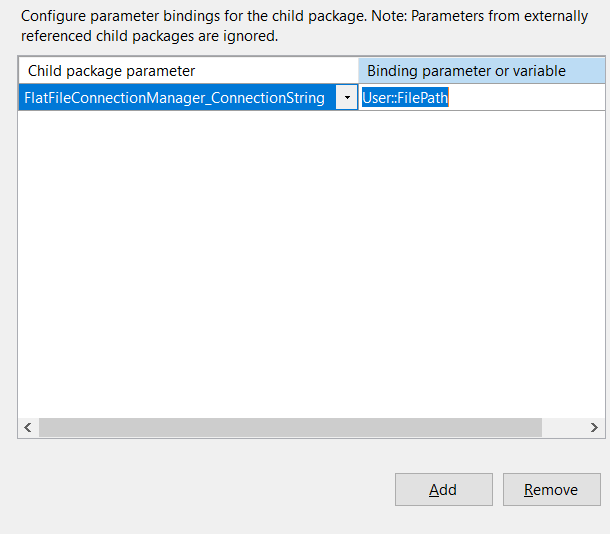 Configure parameter bindings for the child package. Note: Parameters from externally
referenced child packages are ignored.
Child package parameter
Binding parameter or variable
FlatFileConnectionManager_ConnectionString
User::FilePath
Add
Remove